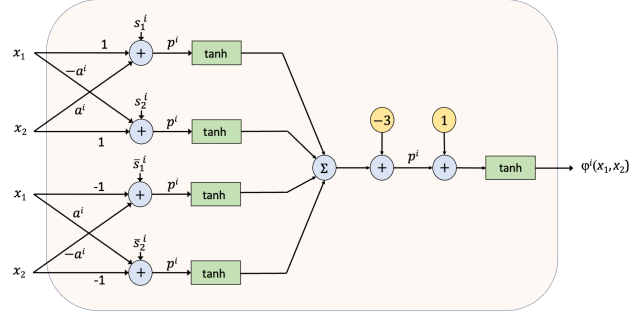 s₁ⁱ
x₁ 1 + pⁱ tanh
−aⁱ
s₂ⁱ
aⁱ
x₂ 1 + pⁱ tanh
−3 1
s̄₁ⁱ
Σ + pⁱ + tanh φⁱ(x₁,x₂)
x₁ -1 + pⁱ tanh
aⁱ
s̄₂ⁱ
−aⁱ
x₂ -1 + pⁱ tanh